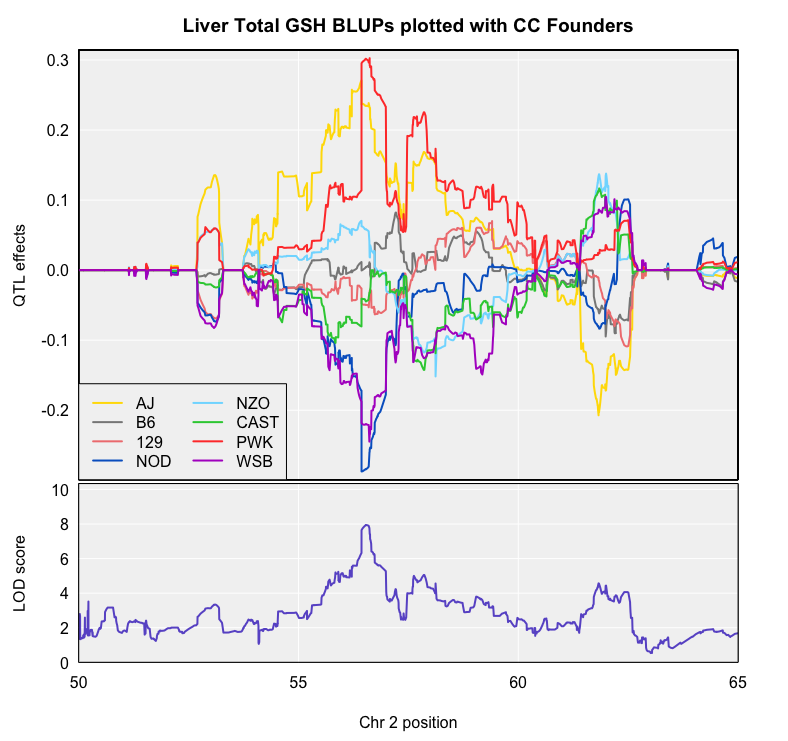 Liver Total GSH BLUPs plotted with CC Founders
QTL effects
0.3
0.2
0.1
0.0
-0.1
-0.2
AJ NZO
B6 CAST
129 PWK
NOD WSB
LOD score
10
8
6
4
2
0
50 55 60 65
Chr 2 position